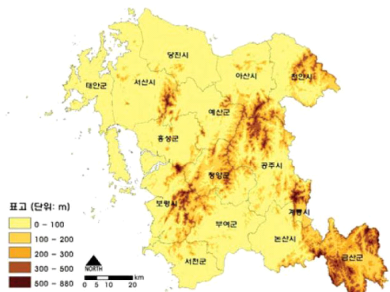 당진시
서산시
태안군
아산시
천안시
예산군
홍성군
공주시
청양군
보령시
계룡시
부여군
논산시
서천군
금산군
표고 (단위: m)
0 - 100
100 - 200
200 - 300
300 - 500
500 - 880
NORTH
km
0 5 10 20